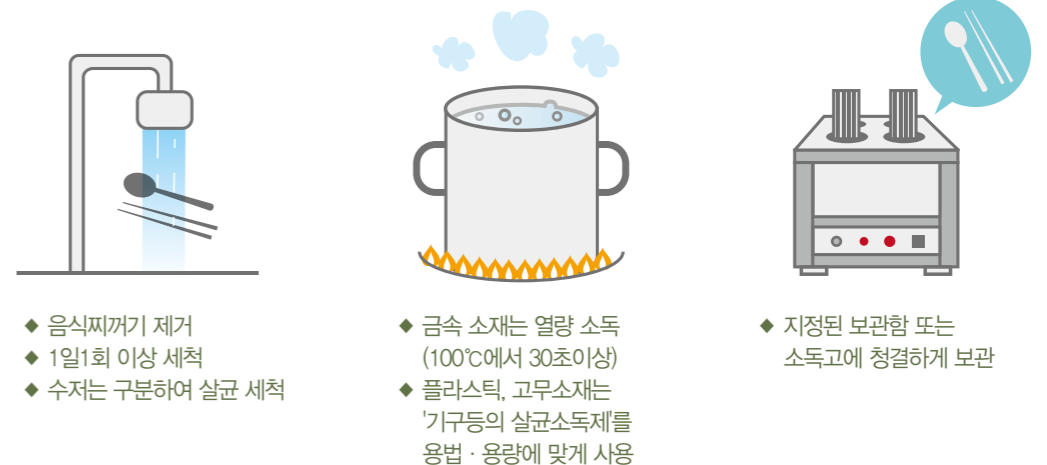 ◆ 음식찌꺼기 제거
◆ 1일1회 이상 세척
◆ 수저는 구분하여 살균 세척
◆ 금속 소재는 열량 소독
(100℃에서 30초이상)
◆ 플라스틱, 고무소재는
'기구등의 살균소독제'를
용법 · 용량에 맞게 사용
◆ 지정된 보관함 또는
소독고에 청결하게 보관